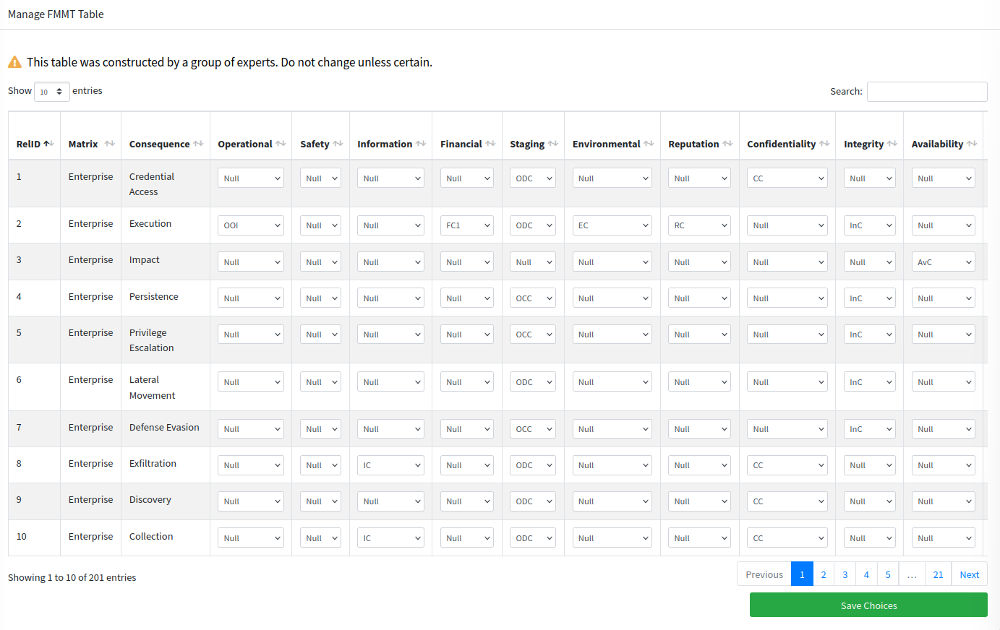 Manage FMMT Table
This table was constructed by a group of experts. Do not change unless certain.
Show 10 entries
Search:
RelID Matrix Consequence Operational Safety Information Financial Staging Environmental Reputation Confidentiality Integrity Availability
1 Enterprise Credential Access Null Null Null Null ODC Null Null CC Null Null
2 Enterprise Execution OOI Null Null FC1 ODC EC RC Null InC Null
3 Enterprise Impact Null Null Null Null Null Null Null Null Null AvC
4 Enterprise Persistence Null Null Null Null OCC Null Null Null InC Null
5 Enterprise Privilege Escalation Null Null Null Null OCC Null Null Null InC Null
6 Enterprise Lateral Movement Null Null Null Null ODC Null Null Null InC Null
7 Enterprise Defense Evasion Null Null Null Null OCC Null Null Null InC Null
8 Enterprise Exfiltration Null Null IC Null ODC Null Null CC Null Null
9 Enterprise Discovery Null Null Null Null ODC Null Null CC Null Null
10 Enterprise Collection Null Null IC Null ODC Null Null CC Null Null
Showing 1 to 10 of 201 entries
Previous 1 2 3 4 5 … 21 Next
Save Choices